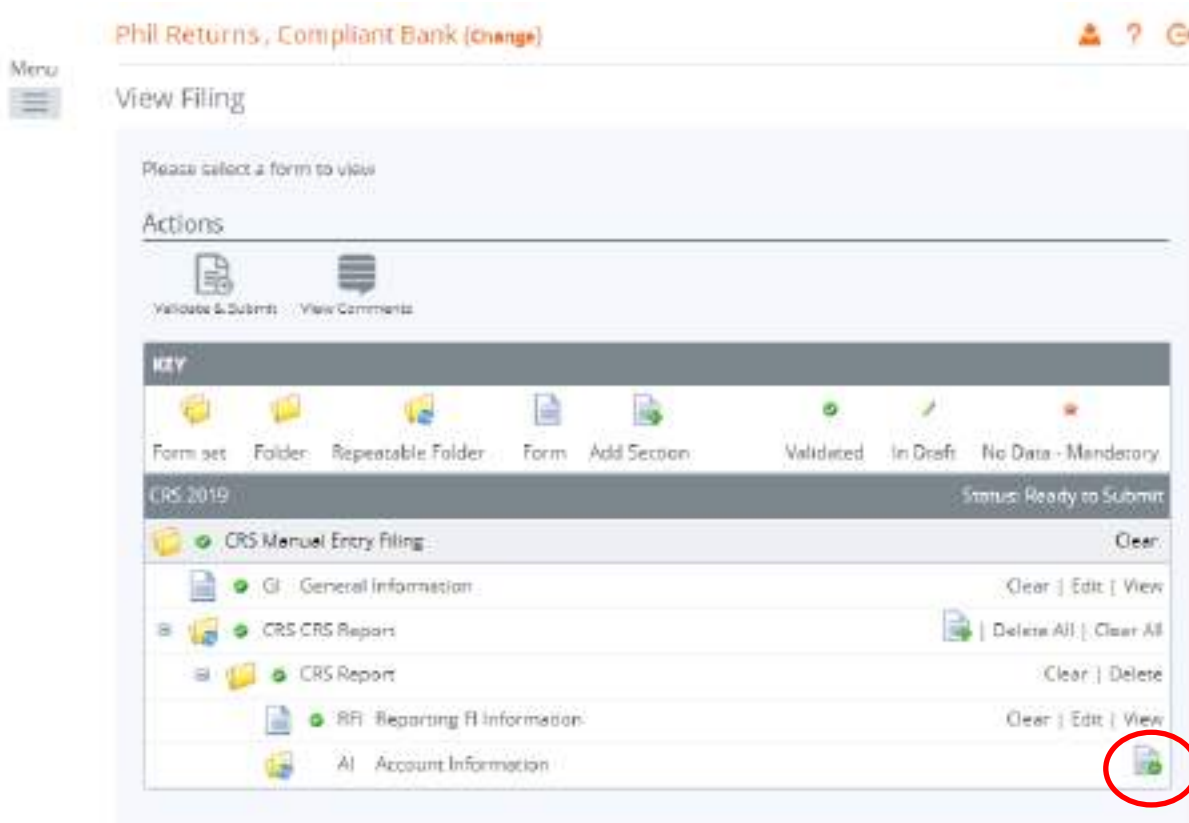 Phil Returns, Compliant Bank (Change)
?
Menu
View Filing
Please select a form to view
Actions
Validate & Submit View Comments
KEY
Form set Folder Repeatable Folder Form Add Section Validated In Draft No Data - Mandatory
CRS 2019 Status: Ready to Submit
CRS Manual Entry Filing Clear
GI General Information Clear | Edit | View
CRS CRS Report | Delete All | Clear All
CRS Report Clear | Delete
RFI Reporting FI Information Clear | Edit | View
AI Account Information